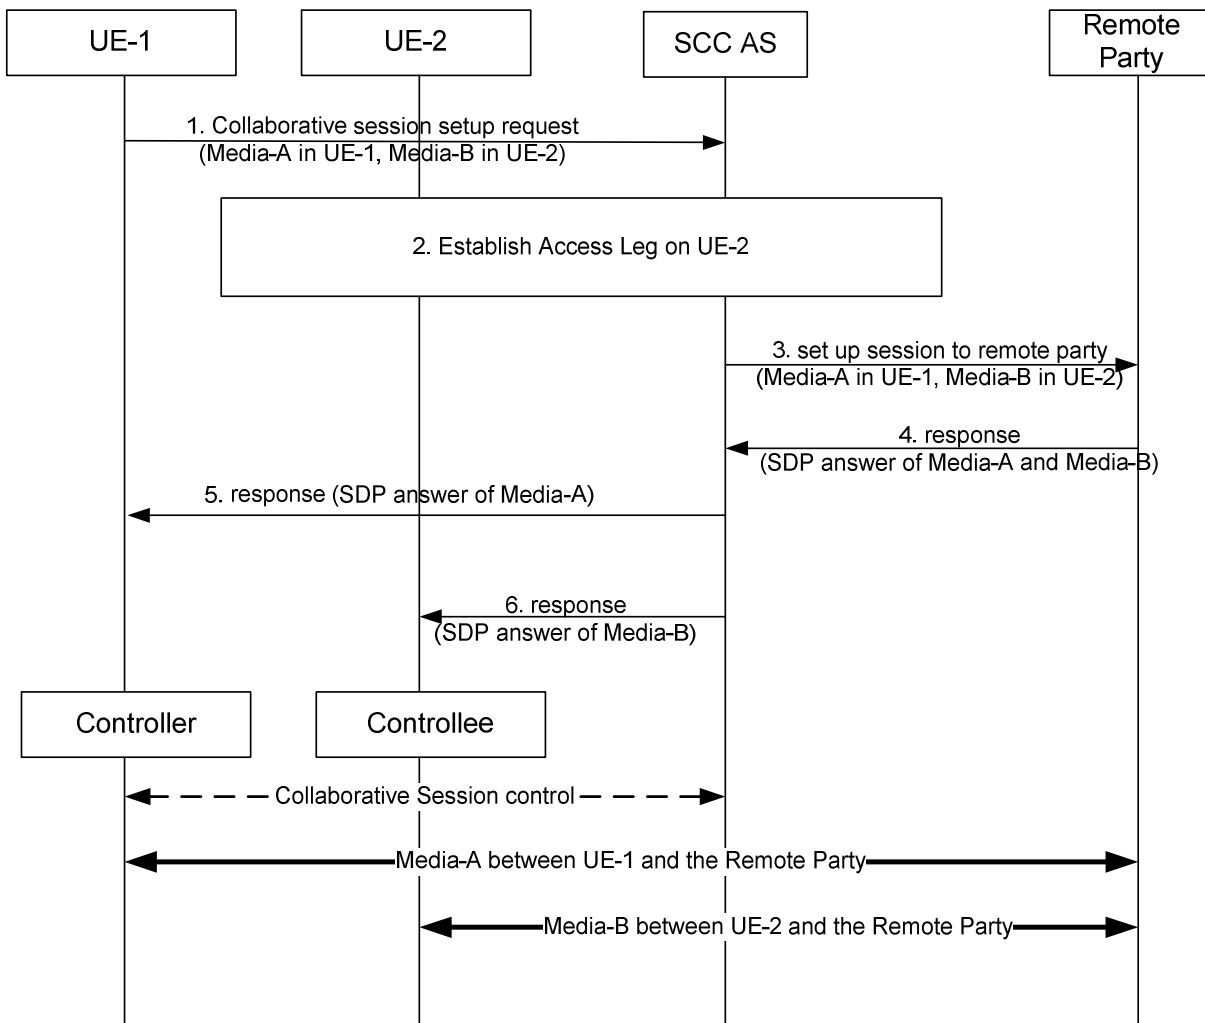 UE-1
UE-2
SCC AS
Remote
Party
1. Collaborative session setup request
(Media-A in UE-1, Media-B in UE-2)
2. Establish Access Leg on UE-2
3. set up session to remote party
(Media-A in UE-1, Media-B in UE-2)
4. response
(SDP answer of Media-A and Media-B)
5. response (SDP answer of Media-A)
6. response
(SDP answer of Media-B)
Controller
Controllee
Collaborative Session control
Media-A between UE-1 and the Remote Party
Media-B between UE-2 and the Remote Party